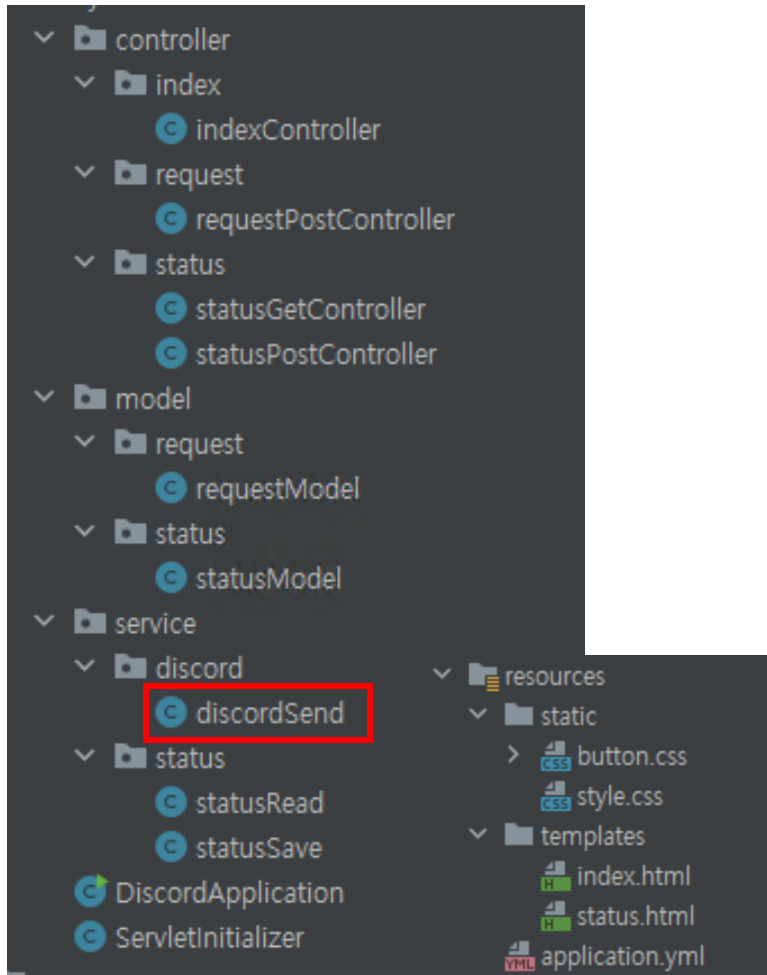 controller
index
indexController
request
requestPostController
status
statusGetController
statusPostController
model
request
requestModel
status
statusModel
service
discord
discordSend
status
statusRead
statusSave
DiscordApplication
ServletInitializer
resources
static
button.css
style.css
templates
index.html
status.html
application.yml